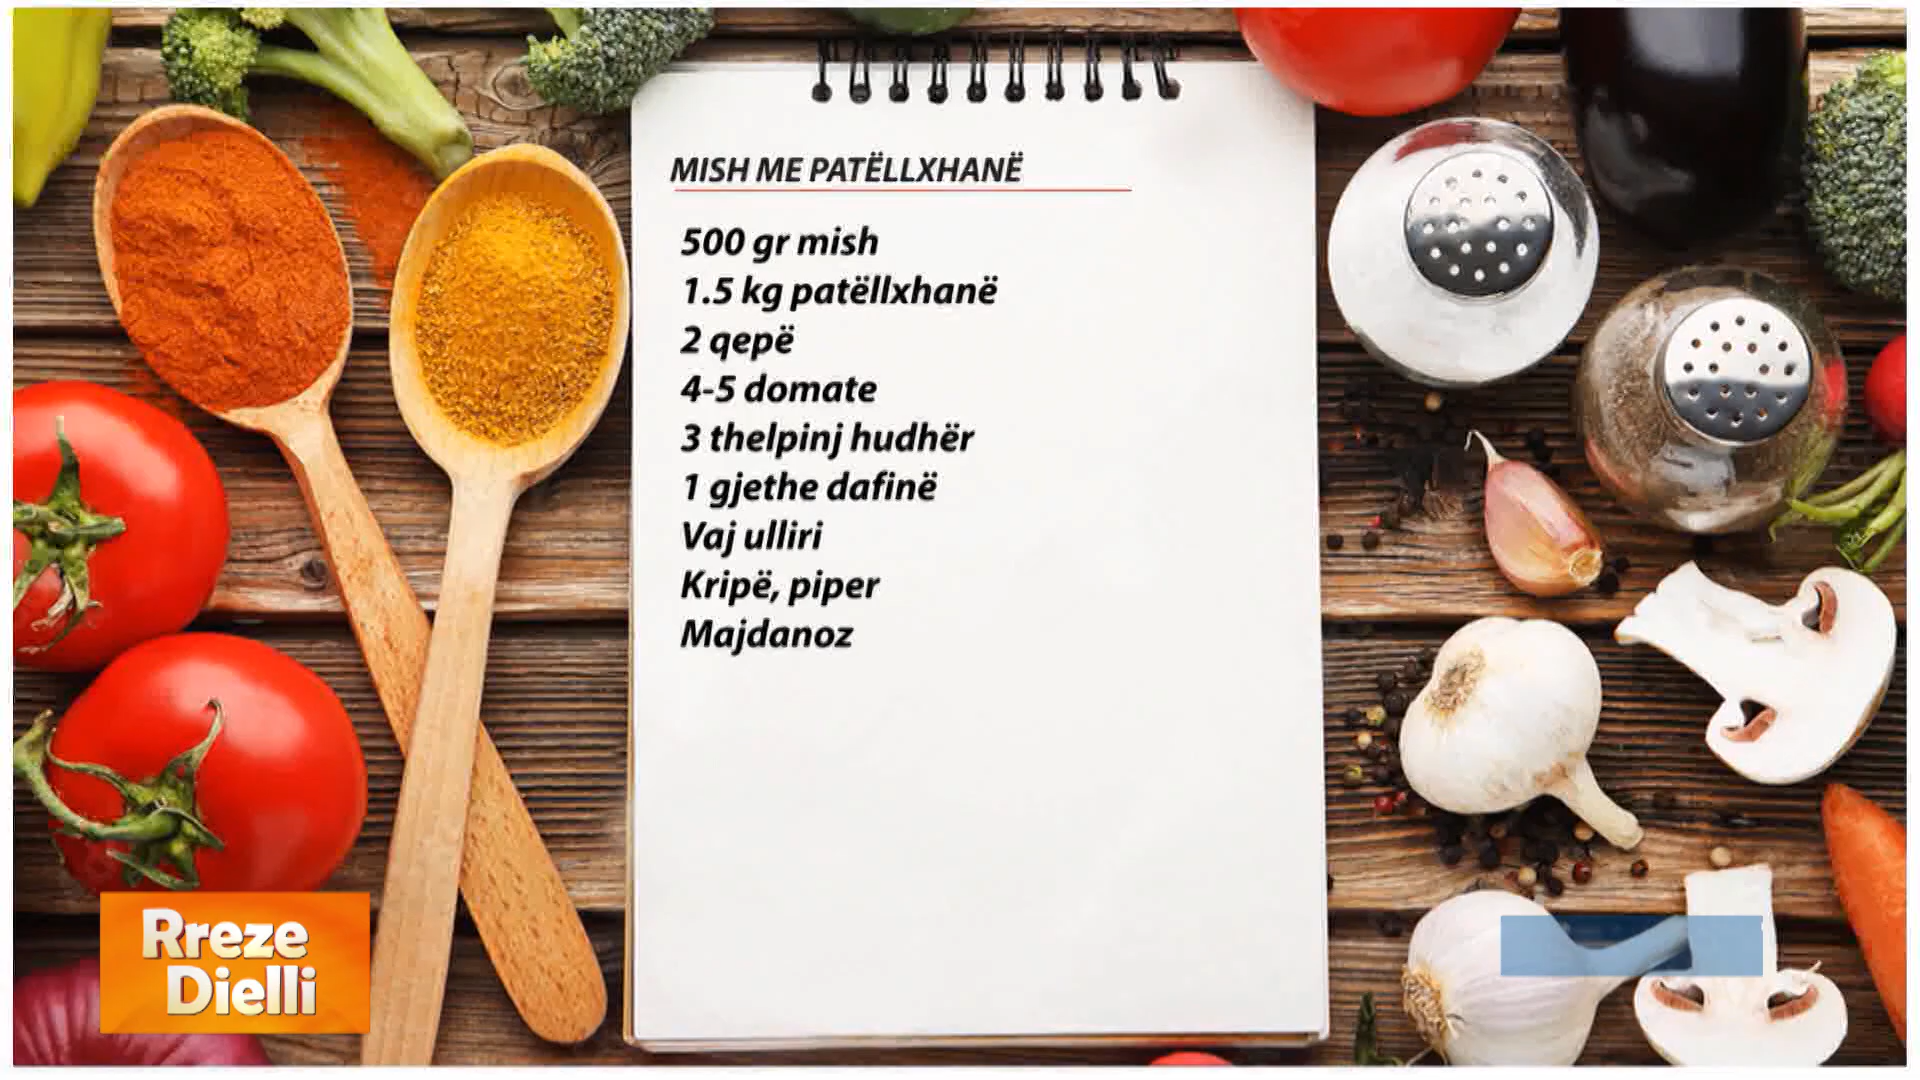 MISH ME PATËLLXHANË
500 gr mish
1.5 kg patëllxhanë
2 qepë
4-5 domate
3 thelpinj hudhër
1 gjethe dafinë
Vaj ulliri
Kripë, piper
Majdanoz
Rreze
Dielli